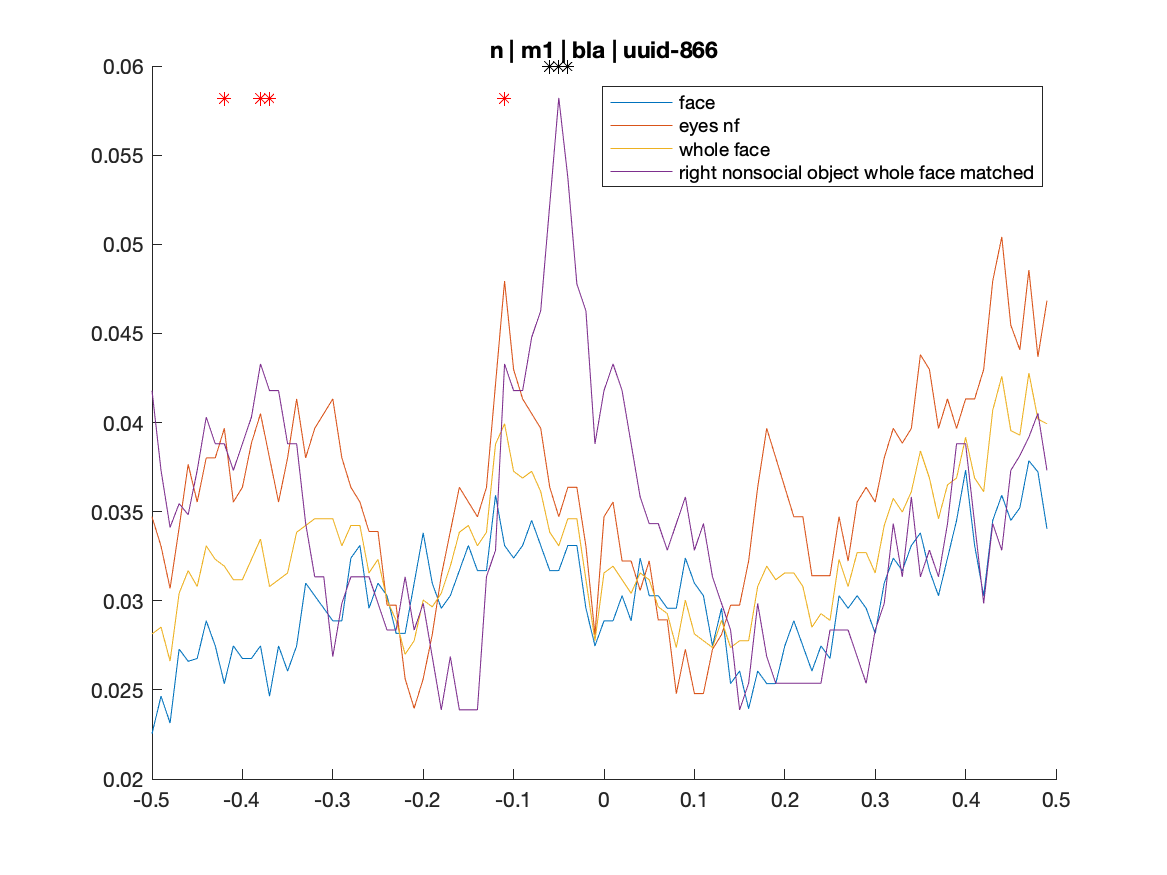 n | m1 | bla | uuid-866
face
eyes nf
whole face
right nonsocial object whole face matched
0.06
0.055
0.05
0.045
0.04
0.035
0.03
0.025
0.02
-0.5 -0.4 -0.3 -0.2 -0.1 0 0.1 0.2 0.3 0.4 0.5